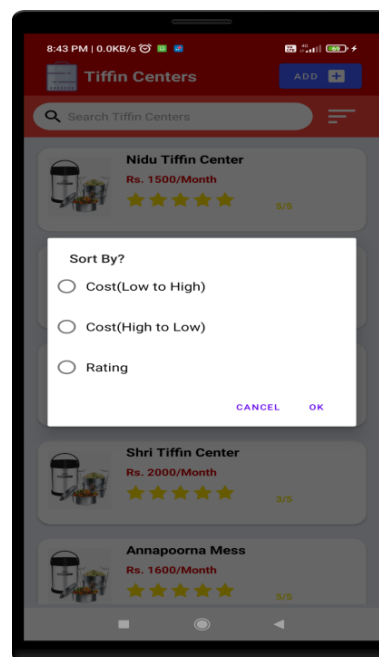 8:43 PM | 0.0KB/s
Tiffin Centers
ADD
Search Tiffin Centers
Nidu Tiffin Center
Rs. 1500/Month
5/5
Sort By?
Cost(Low to High)
Cost(High to Low)
Rating
CANCEL OK
Shri Tiffin Center
Rs. 2000/Month
3/5
Annapoorna Mess
Rs. 1600/Month
5/5